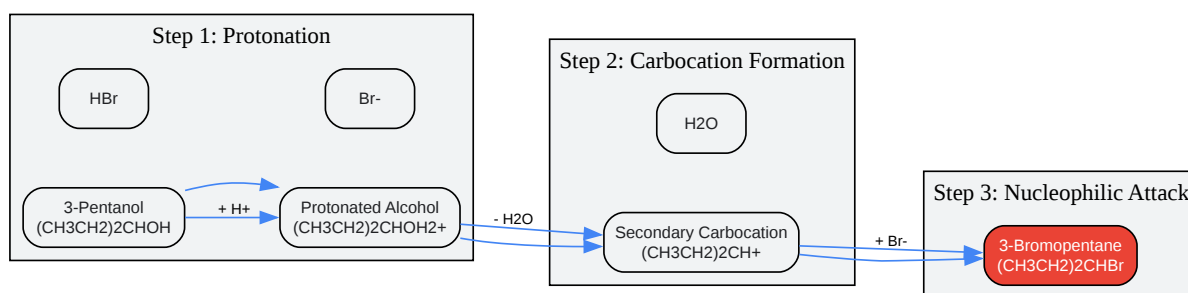 Step 1: Protonation
HBr
Br-
3-Pentanol
(CH3CH2)2CHOH
+ H+
Protonated Alcohol
(CH3CH2)2CHOH2+
- H2O
Step 2: Carbocation Formation
H2O
Secondary Carbocation
(CH3CH2)2CH+
+ Br-
Step 3: Nucleophilic Attack
3-Bromopentane
(CH3CH2)2CHBr